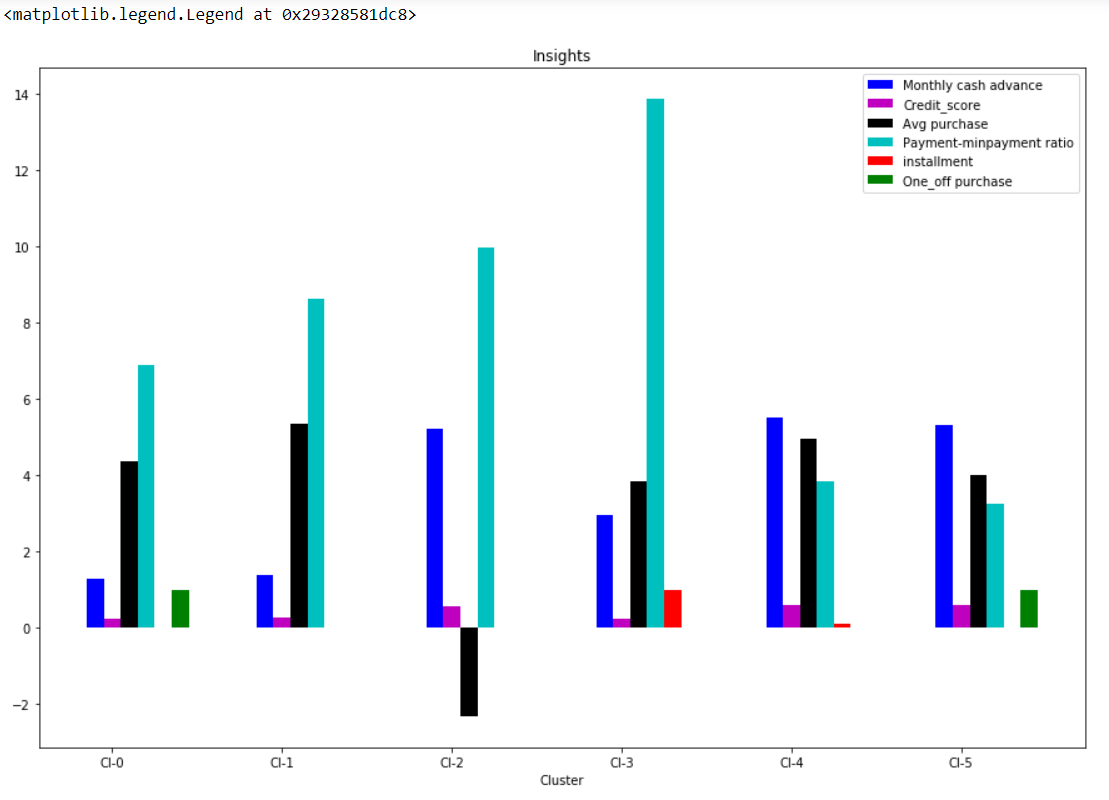 <matplotlib.legend.Legend at 0x29328581dc8>
Insights
Monthly cash advance
Credit_score
Avg purchase
Payment-minpayment ratio
installment
One_off purchase
14
12
10
8
6
4
2
0
−2
Cl-0 Cl-1 Cl-2 Cl-3 Cl-4 Cl-5
Cluster